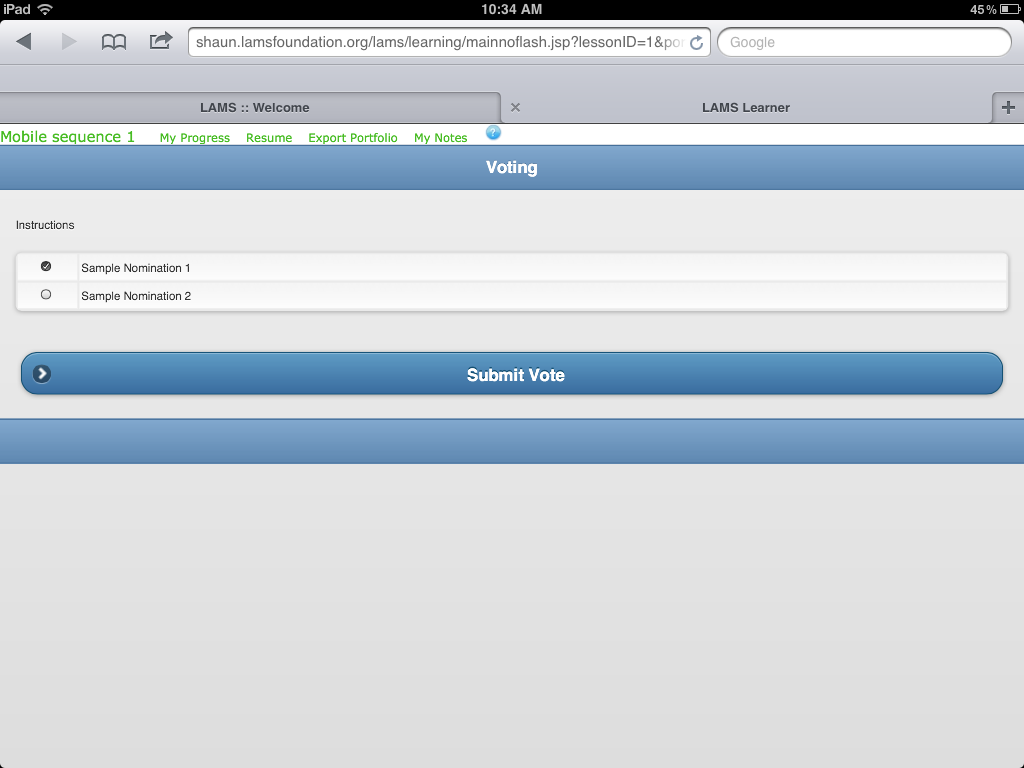 iPad 10:34 AM 45%
shaun.lamsfoundation.org/lams/learning/mainnoflash.jsp?lessonID=1&po Google
LAMS :: Welcome LAMS Learner
Mobile sequence 1 My Progress Resume Export Portfolio My Notes ?
Voting
Instructions
Sample Nomination 1
Sample Nomination 2
Submit Vote